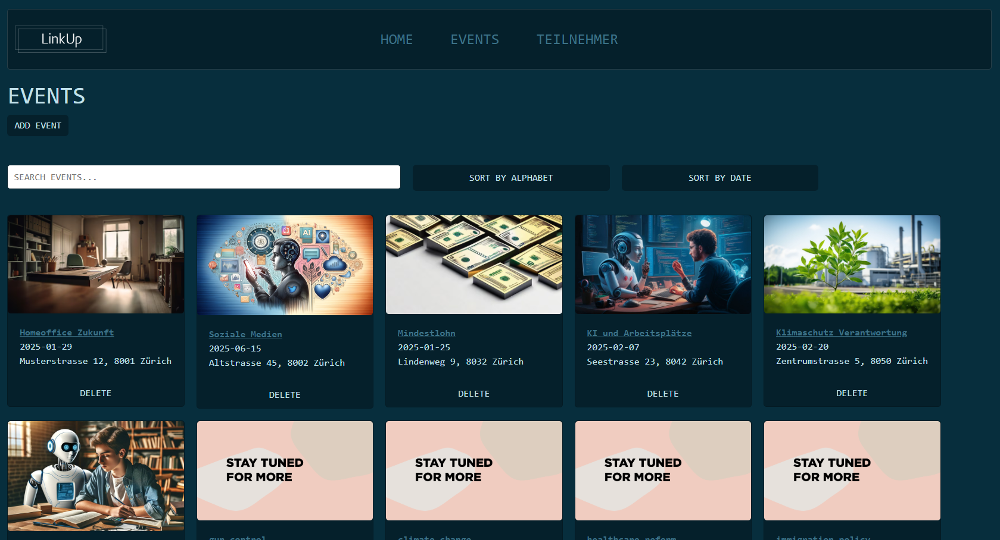 LinkUp
HOME EVENTS TEILNEHMER
EVENTS
ADD EVENT
SEARCH EVENTS...
SORT BY ALPHABET
SORT BY DATE
AI
Homeoffice Zukunft
2025-01-29
Musterstrasse 12, 8001 Zürich
DELETE
Soziale Medien
2025-06-15
Altstrasse 45, 8002 Zürich
DELETE
Mindestlohn
2025-01-25
Lindenweg 9, 8032 Zürich
DELETE
KI und Arbeitsplätze
2025-02-07
Seestrasse 23, 8042 Zürich
DELETE
Klimaschutz Verantwortung
2025-02-20
Zentrumstrasse 5, 8050 Zürich
DELETE
STAY TUNED
FOR MORE
gun control
STAY TUNED
FOR MORE
climate change
STAY TUNED
FOR MORE
healthcare reform
STAY TUNED
FOR MORE
immigration policy